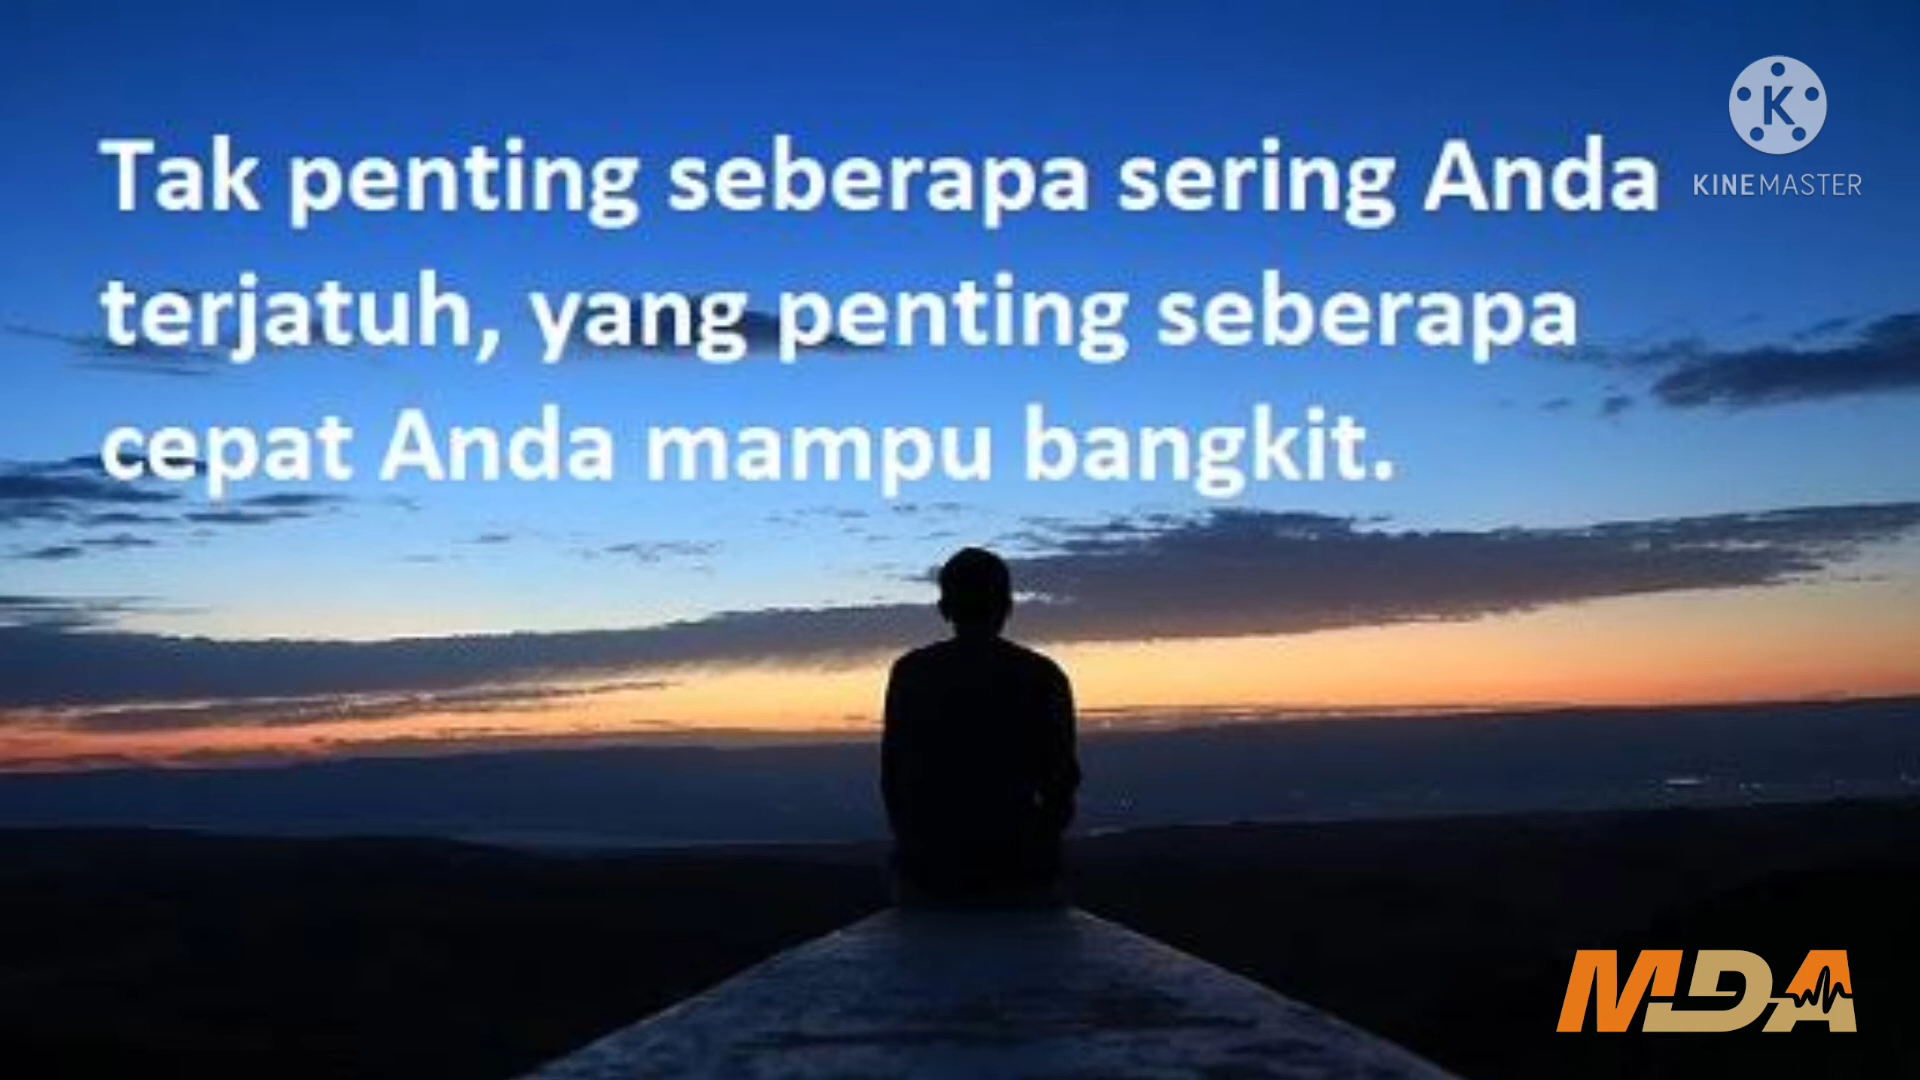 Tak penting seberapa sering Anda
terjatuh, yang penting seberapa
cepat Anda mampu bangkit.
K
KINEMASTER
MDA